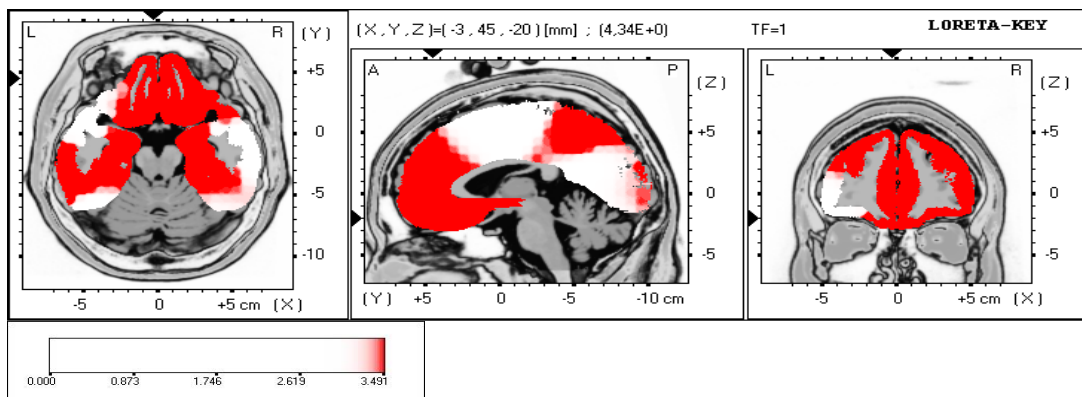 (X,Y,Z)=(-3,45,-20)[mm] ; (4,34E+0) TF=1 LORETA-KEY
L R (Y)
+5
0
-5
-10
-5 0 +5 cm (X)
A P (Z)
+5
0
-5
(Y) +5 0 -5 -10 cm
L R (Z)
+5
0
-5
-5 0 +5 cm (X)
0.000 0.873 1.746 2.619 3.491